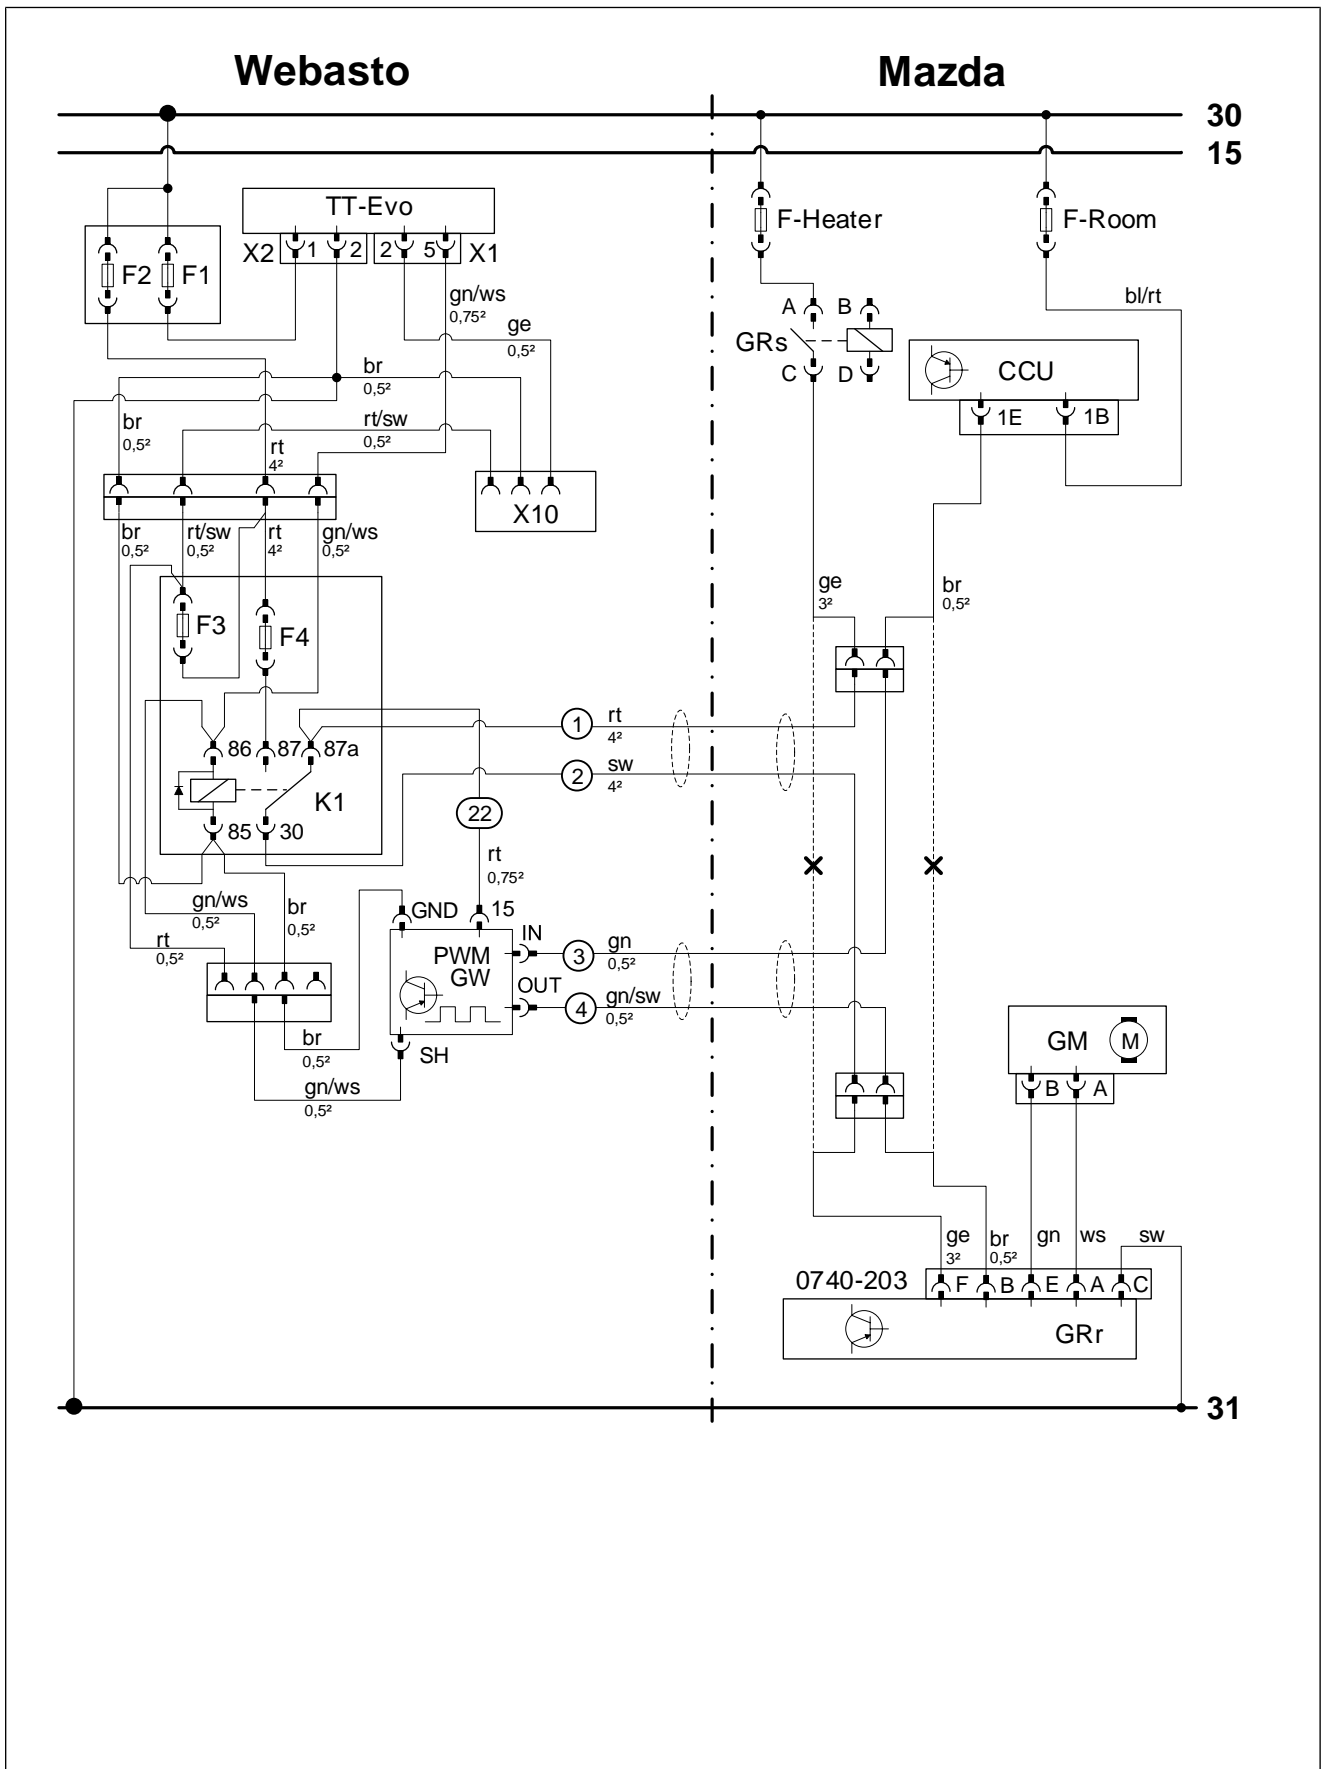 Webasto
Mazda
30
15
TT-Evo
X2 1 2 2 5 X1
F2 F1
F-Heater
F-Room
gn/ws
0,75²
ge
0,5²
bl/rt
A B
GRs
C D
CCU
1E 1B
br
0,5²
br
0,5²
rt/sw
0,5²
rt
4²
X10
br
0,5²
rt/sw
0,5²
rt
4²
gn/ws
0,5²
ge
3²
br
0,5²
F3
F4
1
rt
4²
86 87 87a
2
sw
4²
K1
22
85 30
rt
0,75²
gn/ws
0,5²
br
0,5²
GND 15
rt
0,5²
IN
PWM
GW
3
gn
0,5²
OUT
4
gn/sw
0,5²
br
0,5²
SH
gn/ws
0,5²
GM M
B A
ge
3²
br
0,5²
gn
ws
sw
0740-203
F B E A C
GRr
31